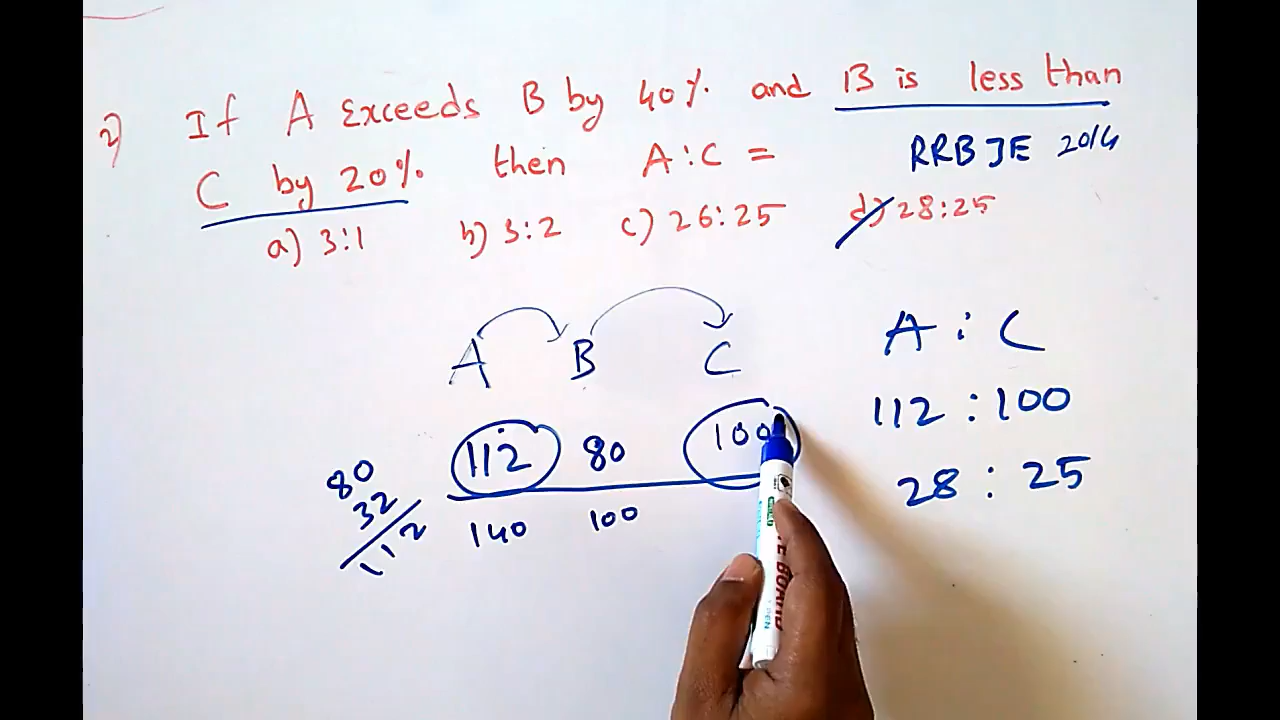 2) If A Exceeds B by 40% and B is less than
C by 20% then A:C =
RRB JE 2014
a) 3:1 b) 3:2 c) 26:25 d) 28:25
A B C
112 80 100
140 100
80
32
112
A : C
112 : 100
28 : 25